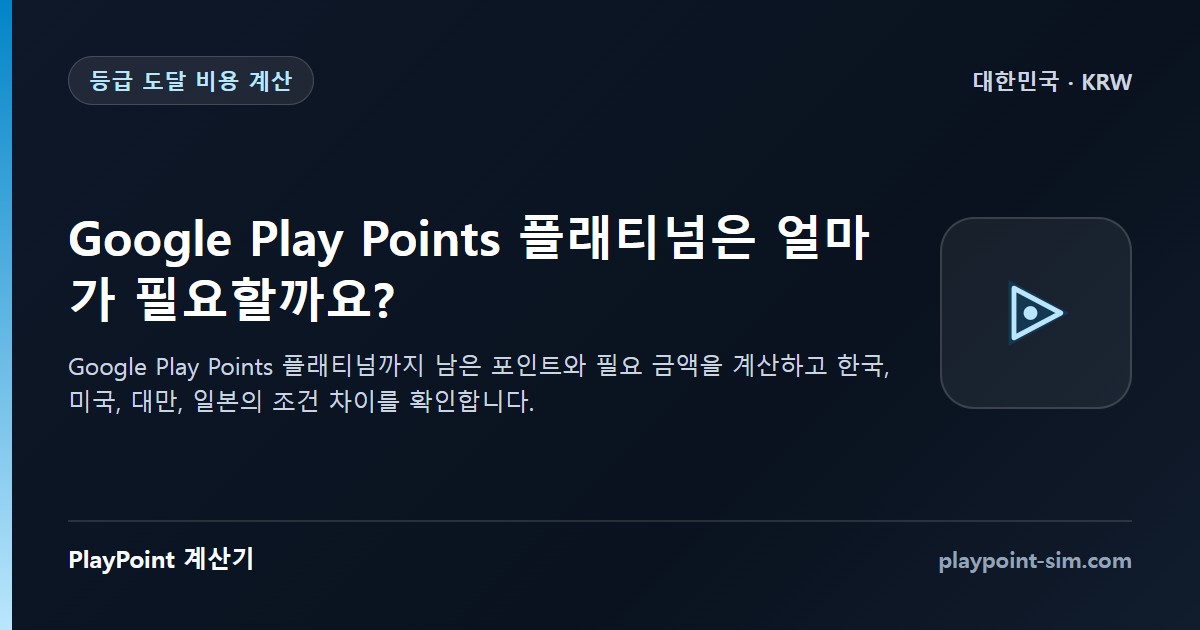 등급 도달 비용 계산
대한민국 · KRW
Google Play Points 플래티넘은 얼마
가 필요할까요?
Google Play Points 플래티넘까지 남은 포인트와 필요 금액을 계산하고 한국,
미국, 대만, 일본의 조건 차이를 확인합니다.
PlayPoint 계산기
playpoint-sim.com